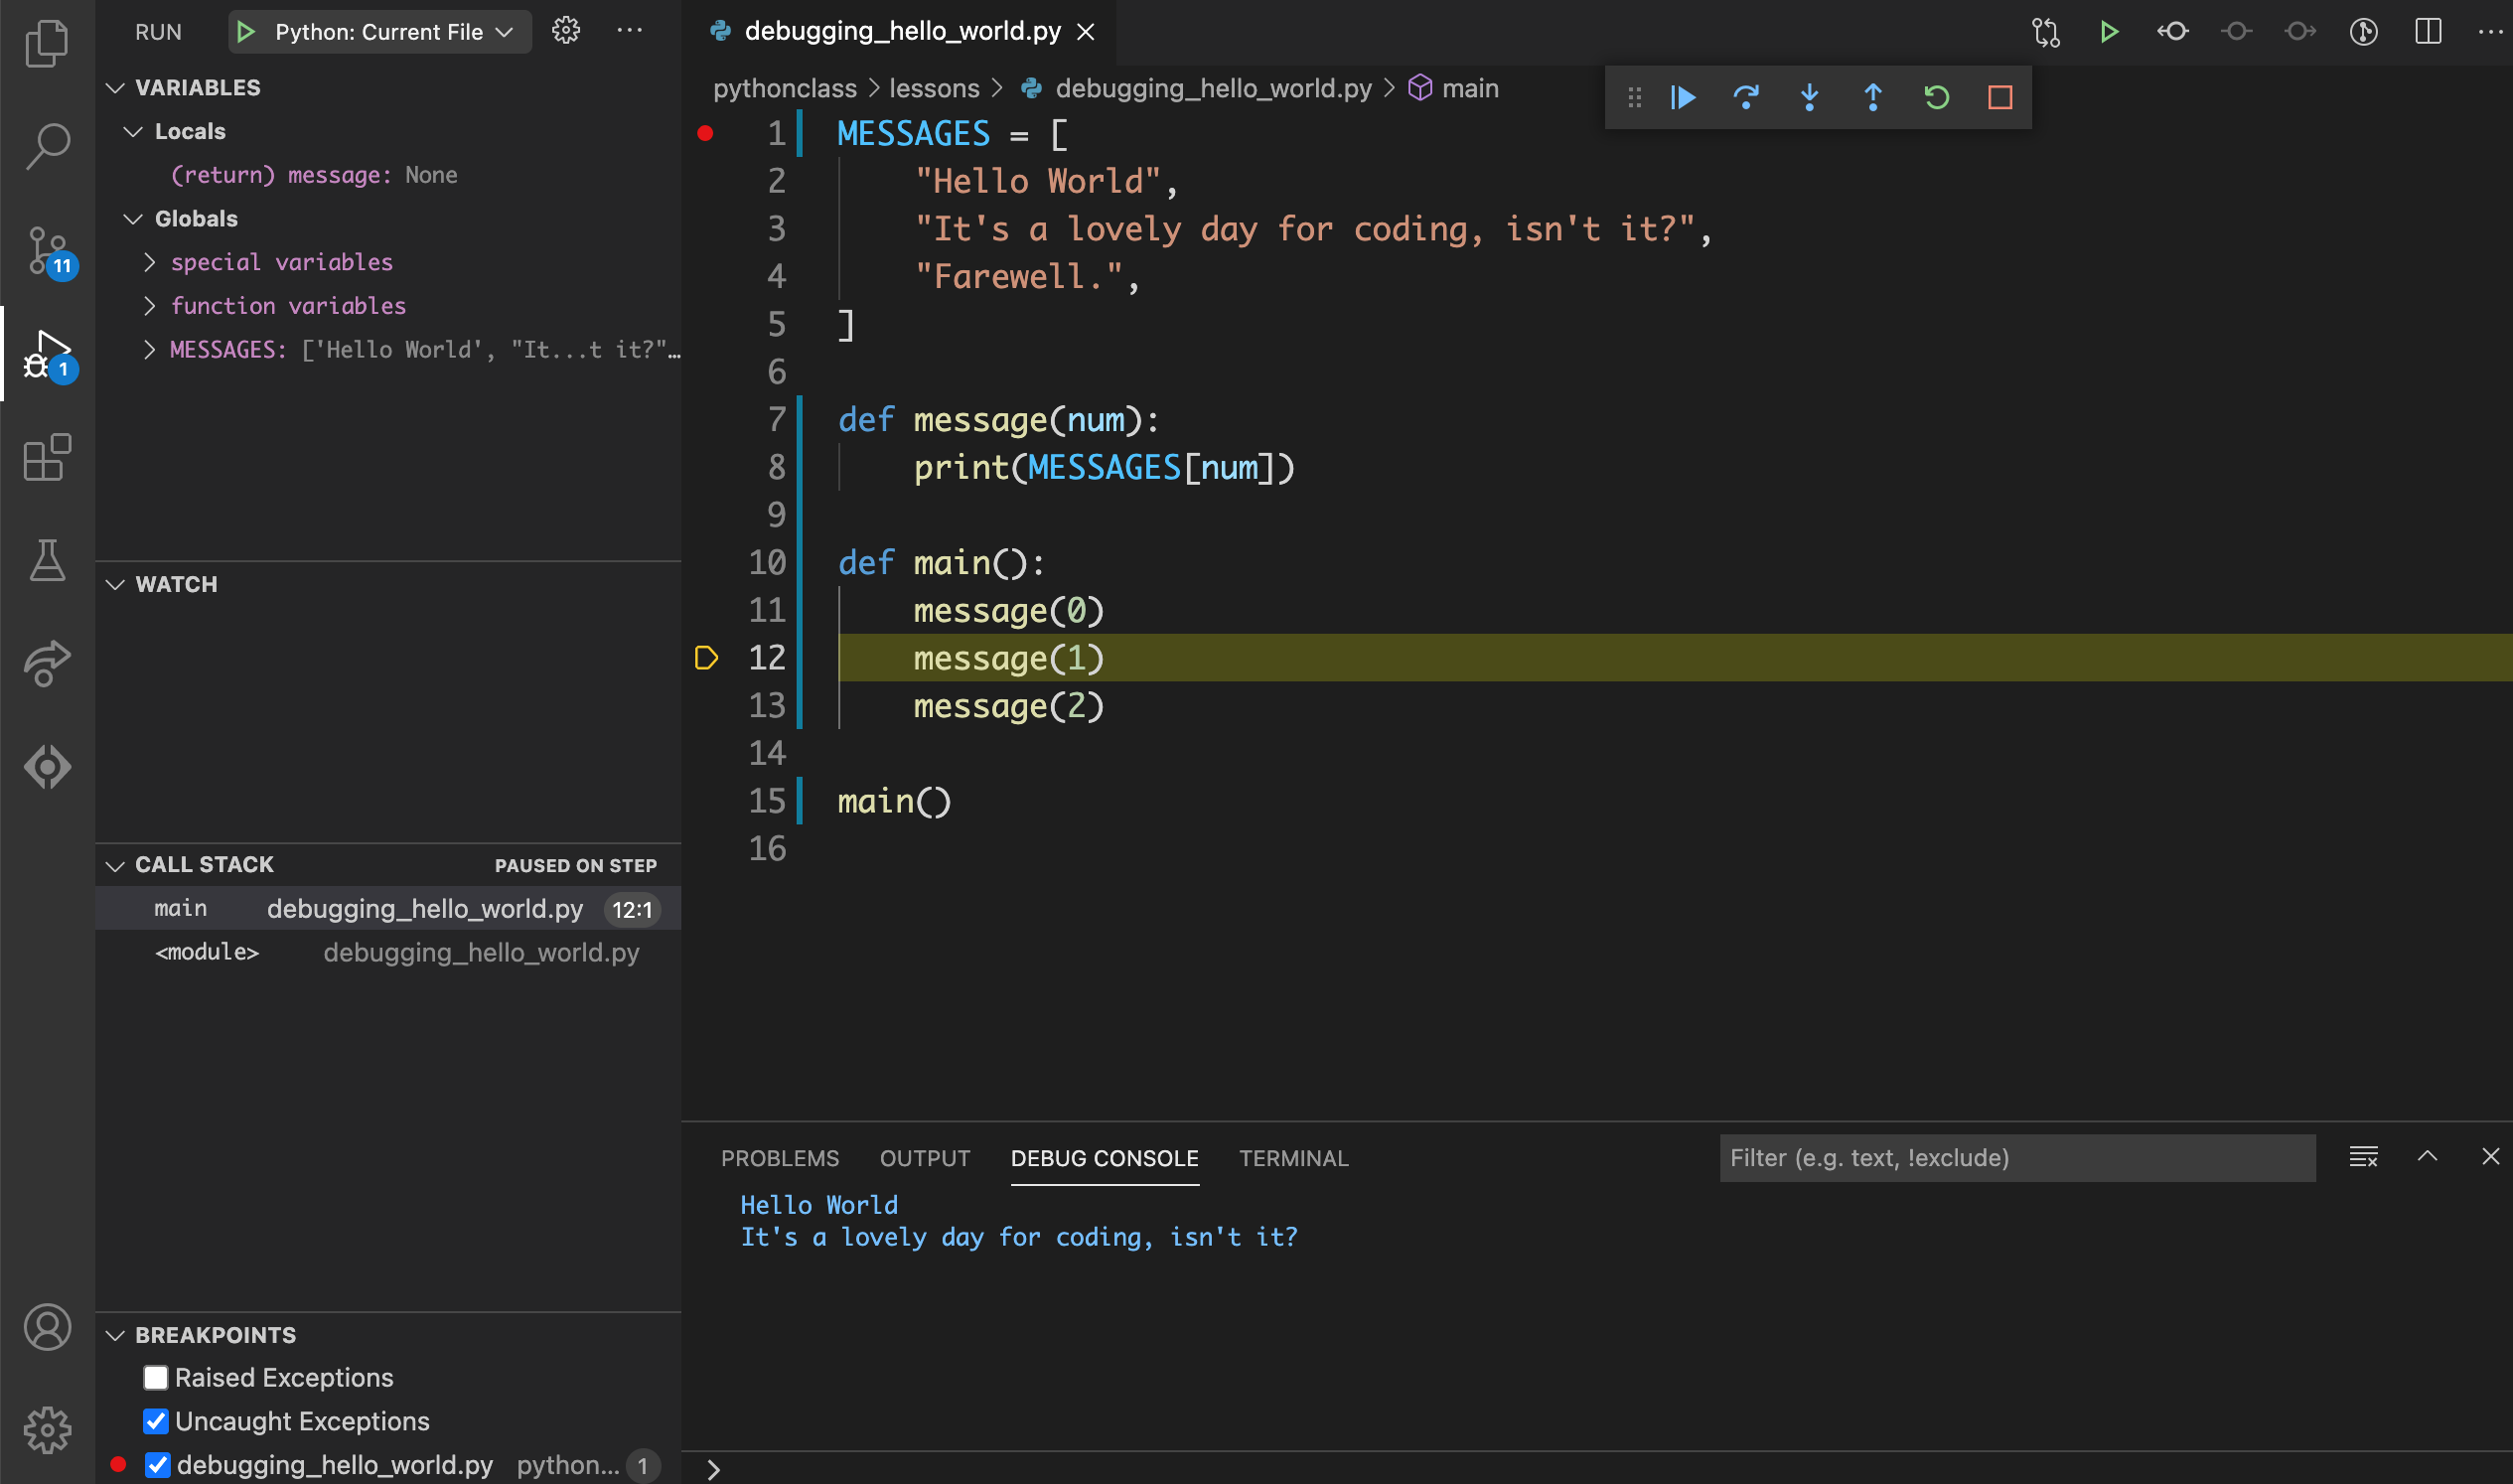 RUN
Python: Current File
VARIABLES
Locals
(return) message: None
Globals
special variables
function variables
MESSAGES: ['Hello World', "It...t it?"…
WATCH
CALL STACK PAUSED ON STEP
main debugging_hello_world.py 12:1
<module> debugging_hello_world.py
BREAKPOINTS
Raised Exceptions
Uncaught Exceptions
debugging_hello_world.py python... 1
11
1
debugging_hello_world.py
pythonclass > lessons > debugging_hello_world.py > main
1 MESSAGES = [
2 "Hello World",
3 "It's a lovely day for coding, isn't it?",
4 "Farewell.",
5 ]
6
7 def message(num):
8 print(MESSAGES[num])
9
10 def main():
11 message(0)
12 message(1)
13 message(2)
14
15 main()
16
PROBLEMS OUTPUT DEBUG CONSOLE TERMINAL
Filter (e.g. text, !exclude)
Hello World
It's a lovely day for coding, isn't it?